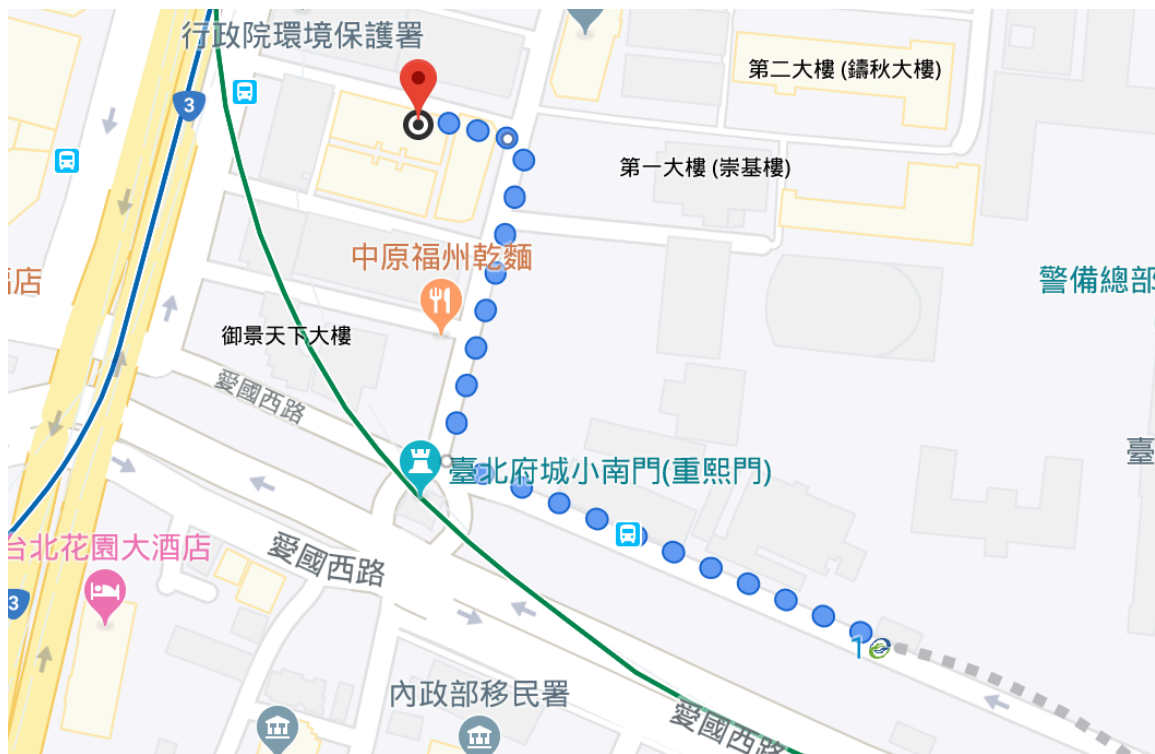 行政院環境保護署
第二大樓 (鑄秋大樓)
3
第一大樓 (崇基樓)
中原福州乾麵
店
警備總部
御景天下大樓
愛國西路
臺北府城小南門(重熙門)
臺
台北花園大酒店
愛國西路
3
1
內政部移民署
愛國西路